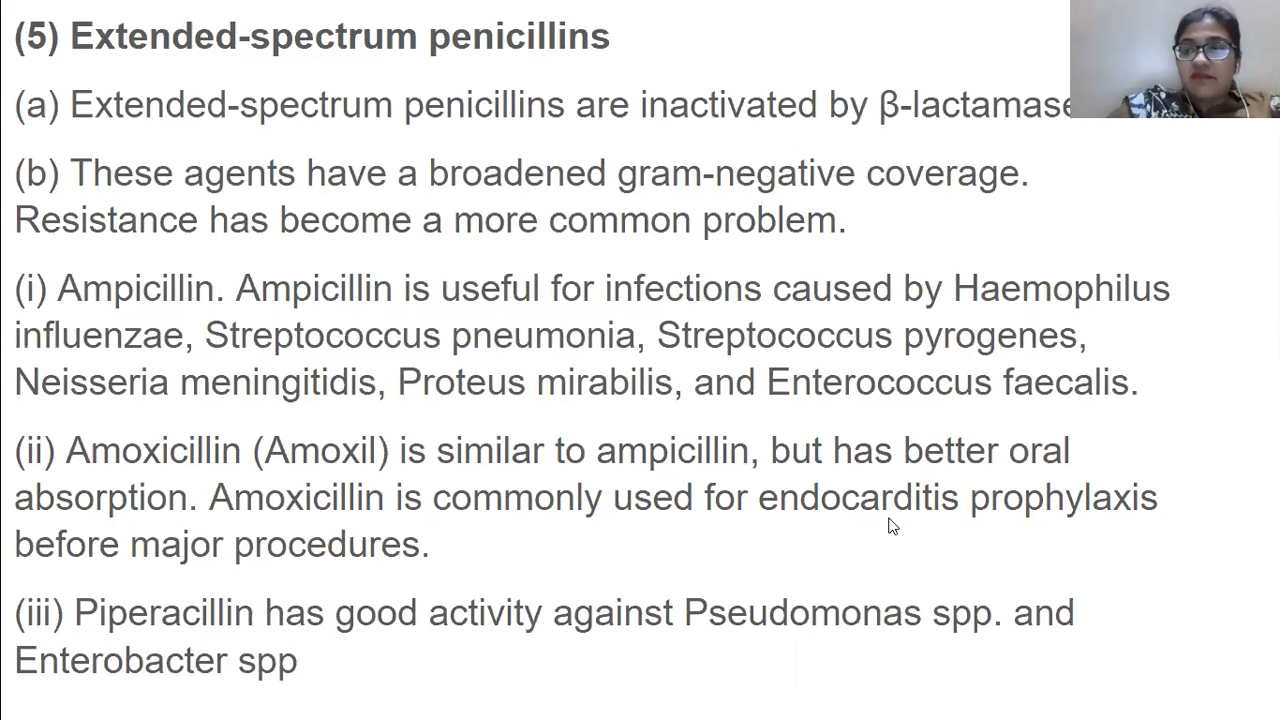 (5) Extended-spectrum penicillins
(a) Extended-spectrum penicillins are inactivated by β-lactamase
(b) These agents have a broadened gram-negative coverage.
Resistance has become a more common problem.
(i) Ampicillin. Ampicillin is useful for infections caused by Haemophilus
influenzae, Streptococcus pneumonia, Streptococcus pyrogenes,
Neisseria meningitidis, Proteus mirabilis, and Enterococcus faecalis.
(ii) Amoxicillin (Amoxil) is similar to ampicillin, but has better oral
absorption. Amoxicillin is commonly used for endocarditis prophylaxis
before major procedures.
(iii) Piperacillin has good activity against Pseudomonas spp. and
Enterobacter spp